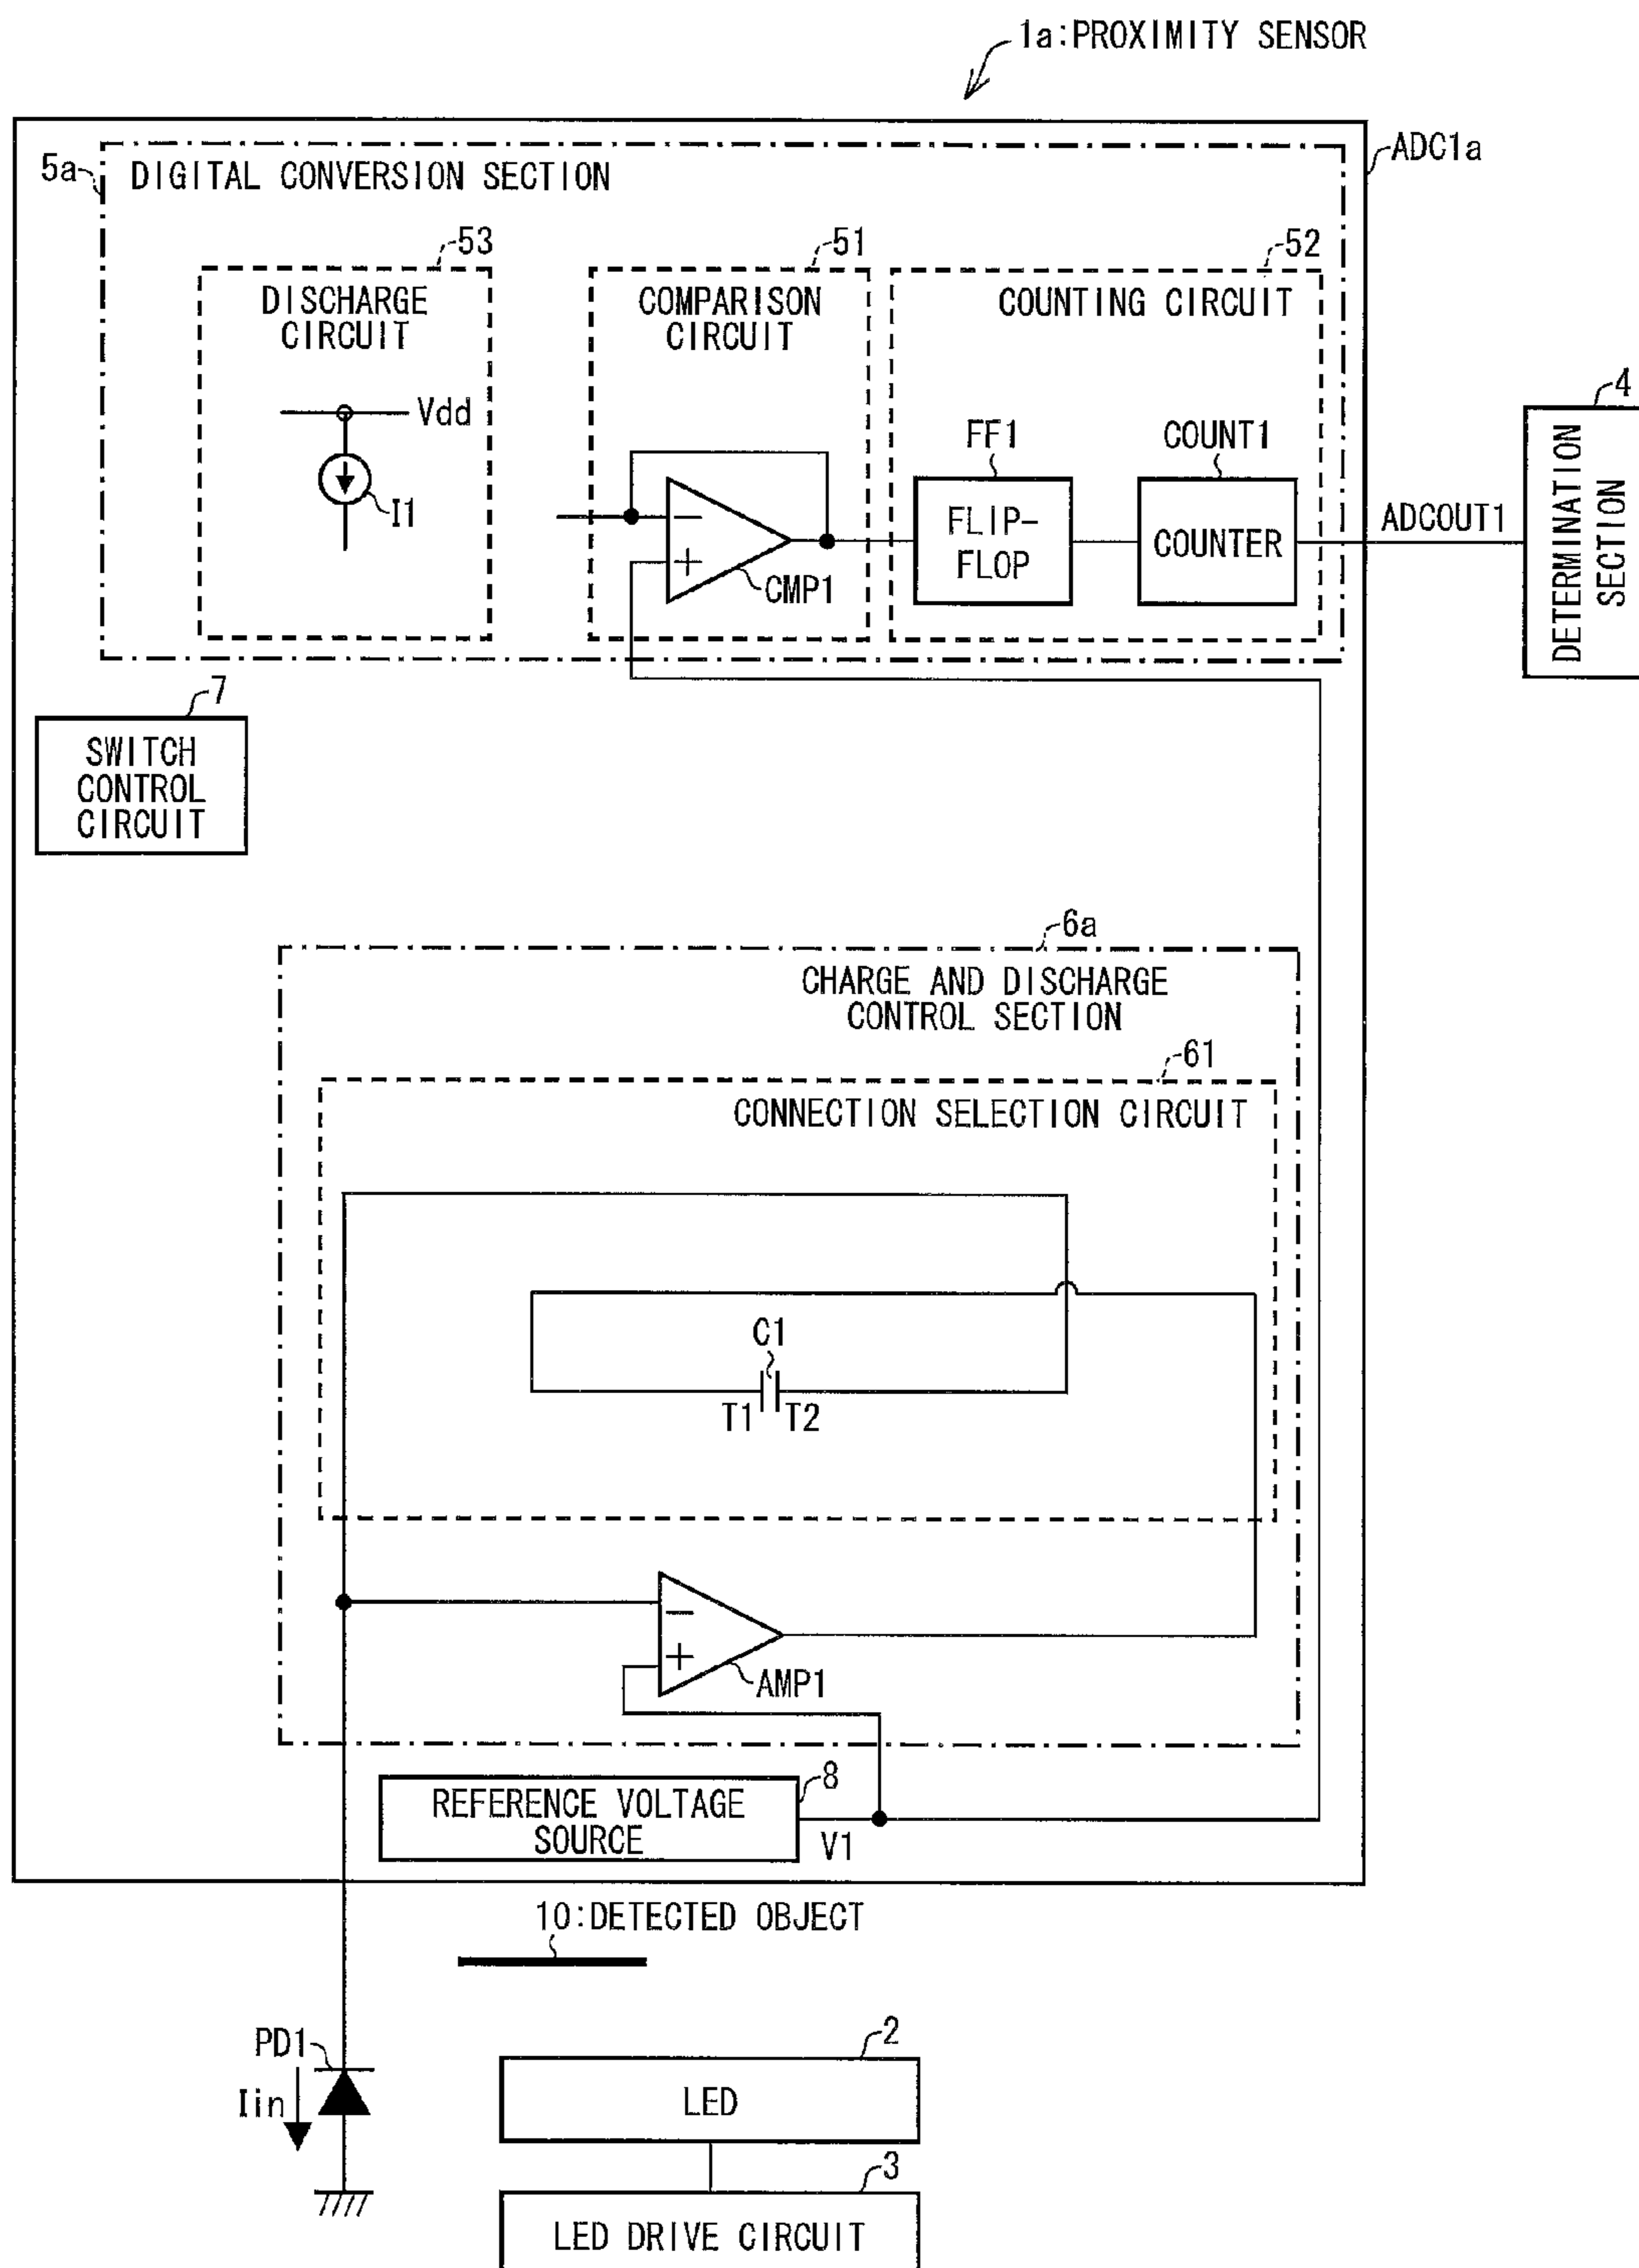 1a:PROXIMITY SENSOR
ADC1a
5a
DIGITAL CONVERSION SECTION
53
51
52
DISCHARGE
CIRCUIT
COMPARISON
CIRCUIT
COUNTING CIRCUIT
4
Vdd
FF1
COUNT1
DETERMINATION
SECTION
I1
−
+
CMP1
FLIP-
FLOP
COUNTER
ADCOUT1
7
SWITCH
CONTROL
CIRCUIT
6a
CHARGE AND DISCHARGE
CONTROL SECTION
61
CONNECTION SELECTION CIRCUIT
C1
T1
T2
−
+
AMP1
8
REFERENCE VOLTAGE
SOURCE
V1
10:DETECTED OBJECT
PD1
Iin
2
LED
3
LED DRIVE CIRCUIT